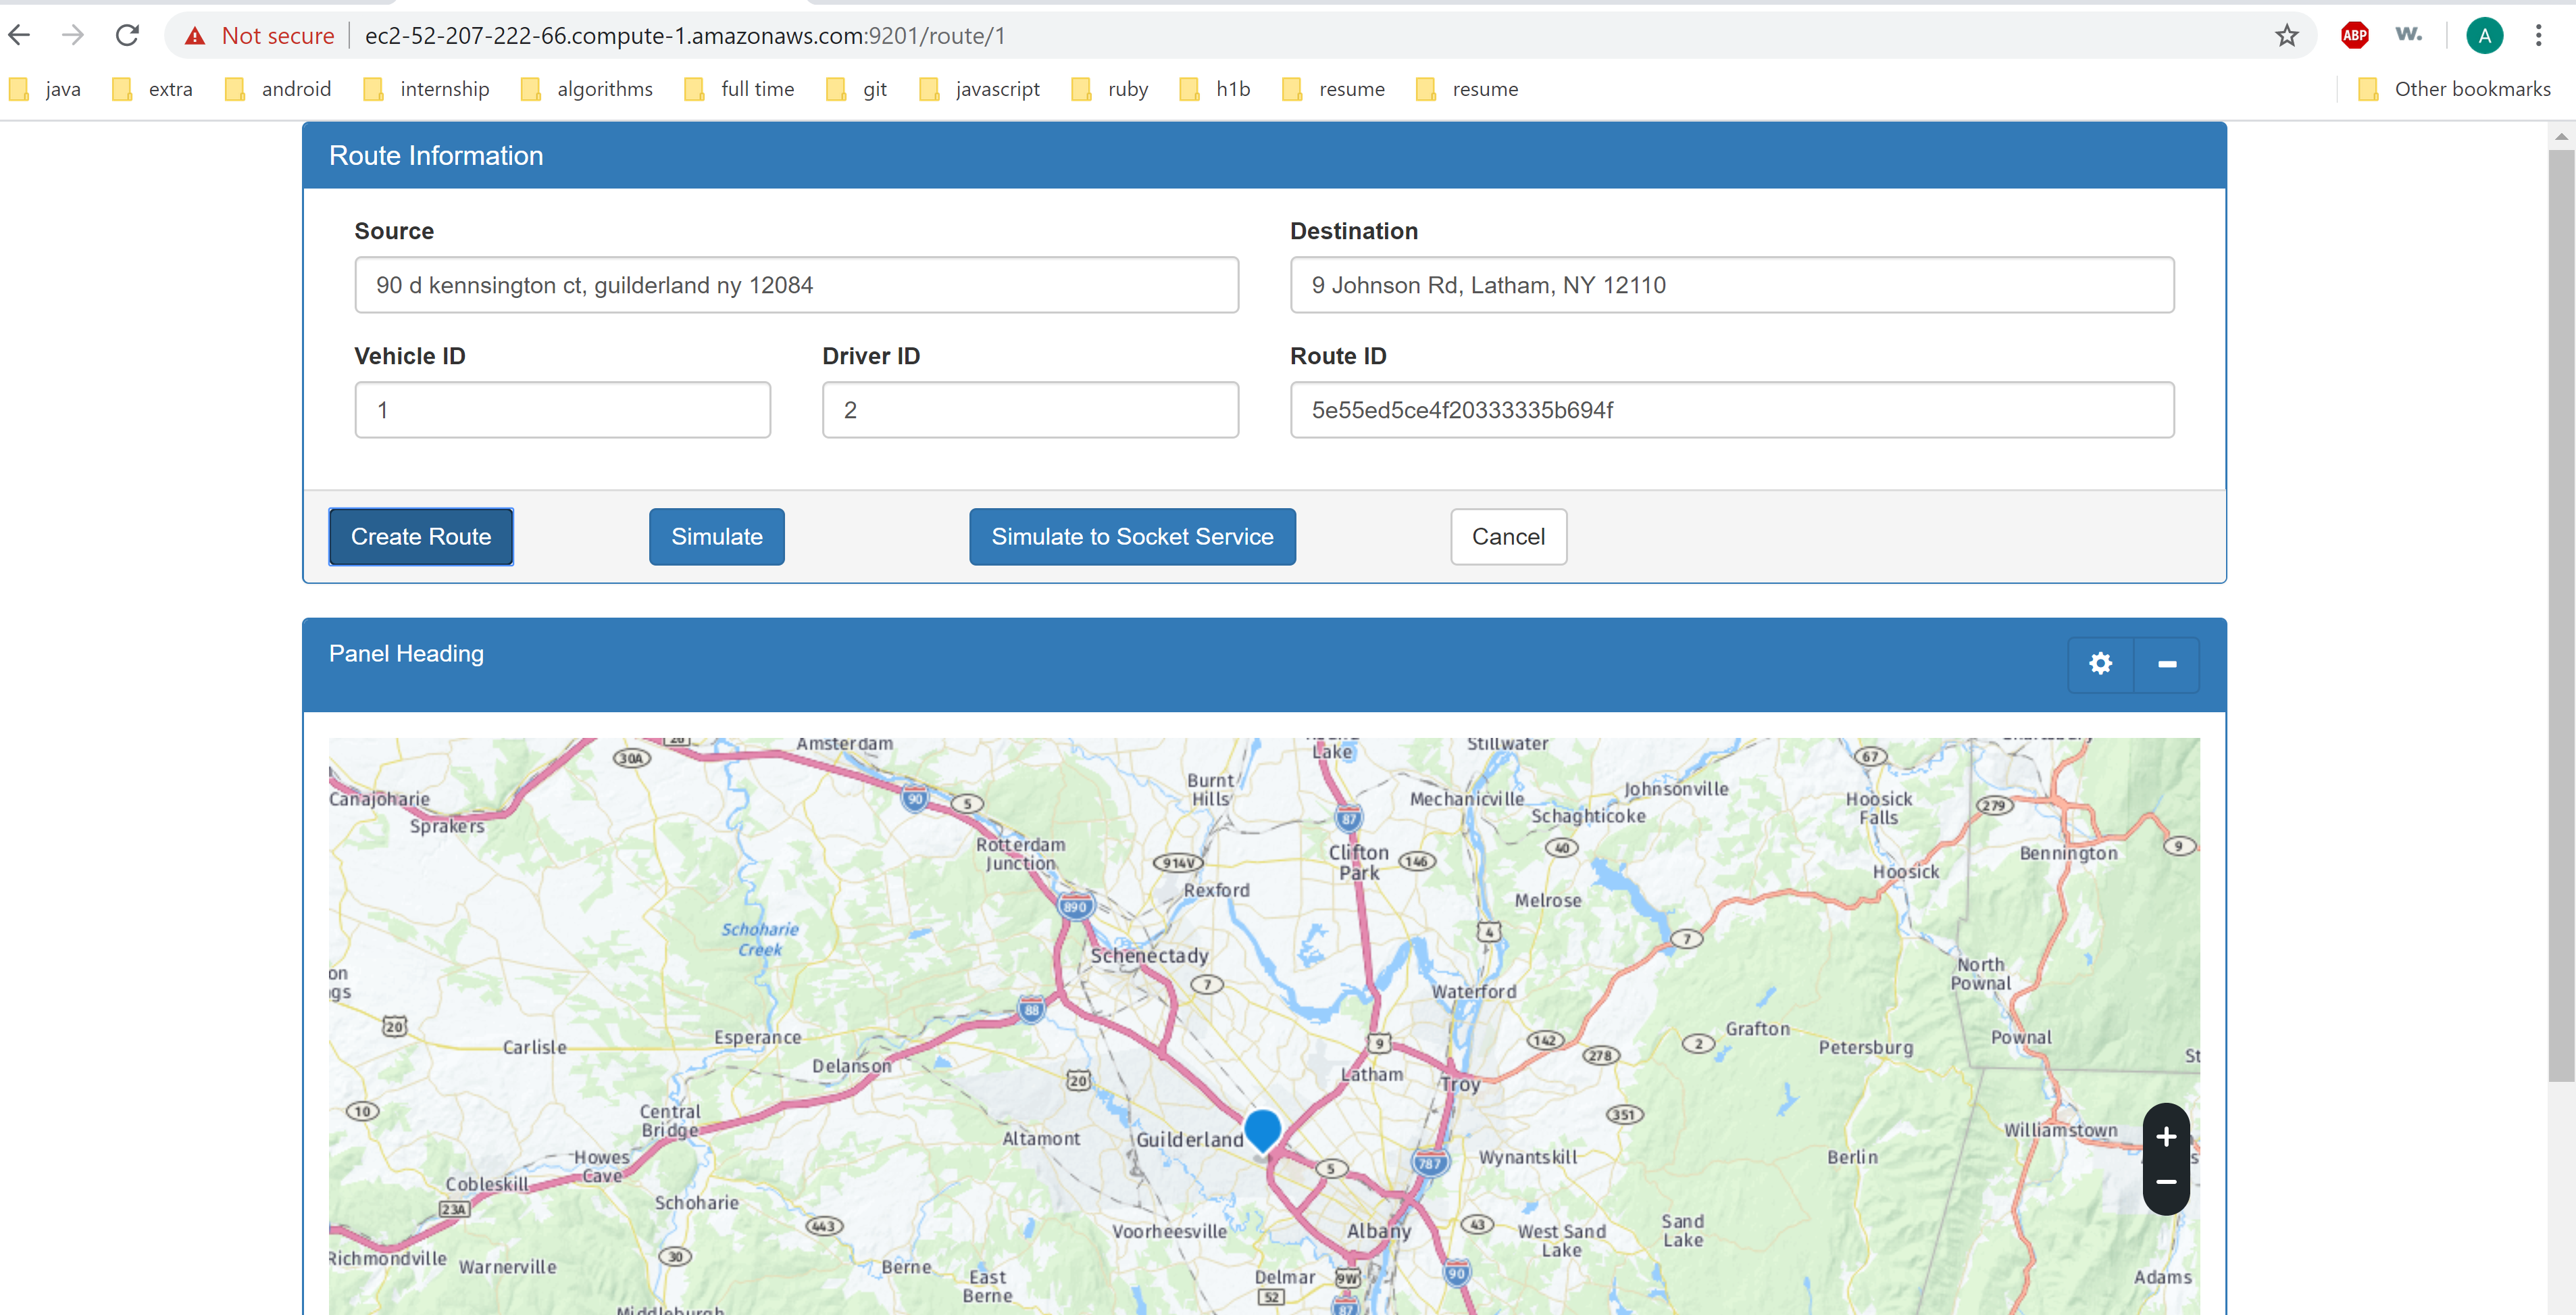 Not secure ec2-52-207-222-66.compute-1.amazonaws.com:9201/route/1 ABP W. A
java extra android internship algorithms full time git javascript ruby h1b resume resume Other bookmarks
Route Information
Source Destination
90 d kennsington ct, guilderland ny 12084 9 Johnson Rd, Latham, NY 12110
Vehicle ID Driver ID Route ID
1 2 5e55ed5ce4f20333335b694f
Create Route Simulate Simulate to Socket Service Cancel
Panel Heading
Amsterdam
Lake
Stillwater
30A
67
Burnt
Hills
Johnsonville
Canajoharie
90
5
Mechanicville
Hoosick
Falls
279
Sprakers
87
Schaghticoke
Rotterdam
Junction
914V
Clifton
Park
146
40
Bennington
9
Rexford
Hoosick
890
Melrose
Schoharie
Creek
4
7
Schenectady
on
gs
7
Waterford
North
Pownal
88
20
Esperance
Carlisle
Delanson
9
142
278
2
Grafton
Petersburg
Pownal
St
20
Latham
Troy
10
Central
Bridge
351
Altamont
Guilderland
Williamstown
Howes
Cave
5
787
Wynantskill
Berlin
s
Cobleskill
23A
Schoharie
443
Voorheesville
Albany
43
West Sand
Lake
Sand
Lake
Richmondville
Warnerville
30
Berne
East
Berne
Delmar
9W
52
90
87
Adams
Middleburgh